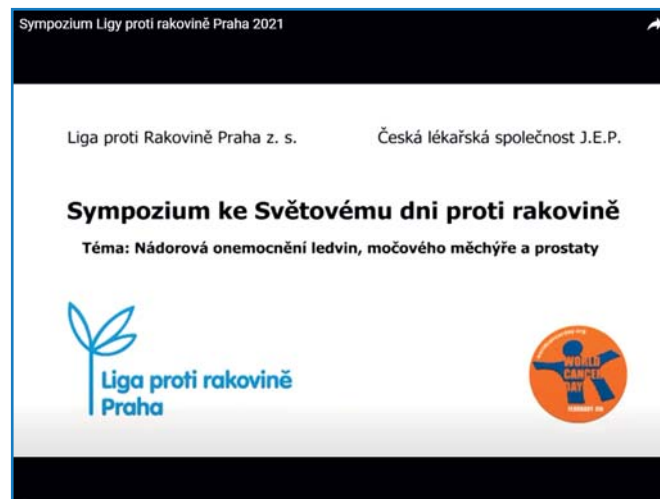 Sympozium Ligy proti rakovině Praha 2021
Liga proti Rakovině Praha z. s.
Česká lékařská společnost J.E.P.
Sympozium ke Světovému dni proti rakovině
Téma: Nádorová onemocnění ledvin, močového měchýře a prostaty
Liga proti rakovině
Praha
WORLD
CANCER
DAY